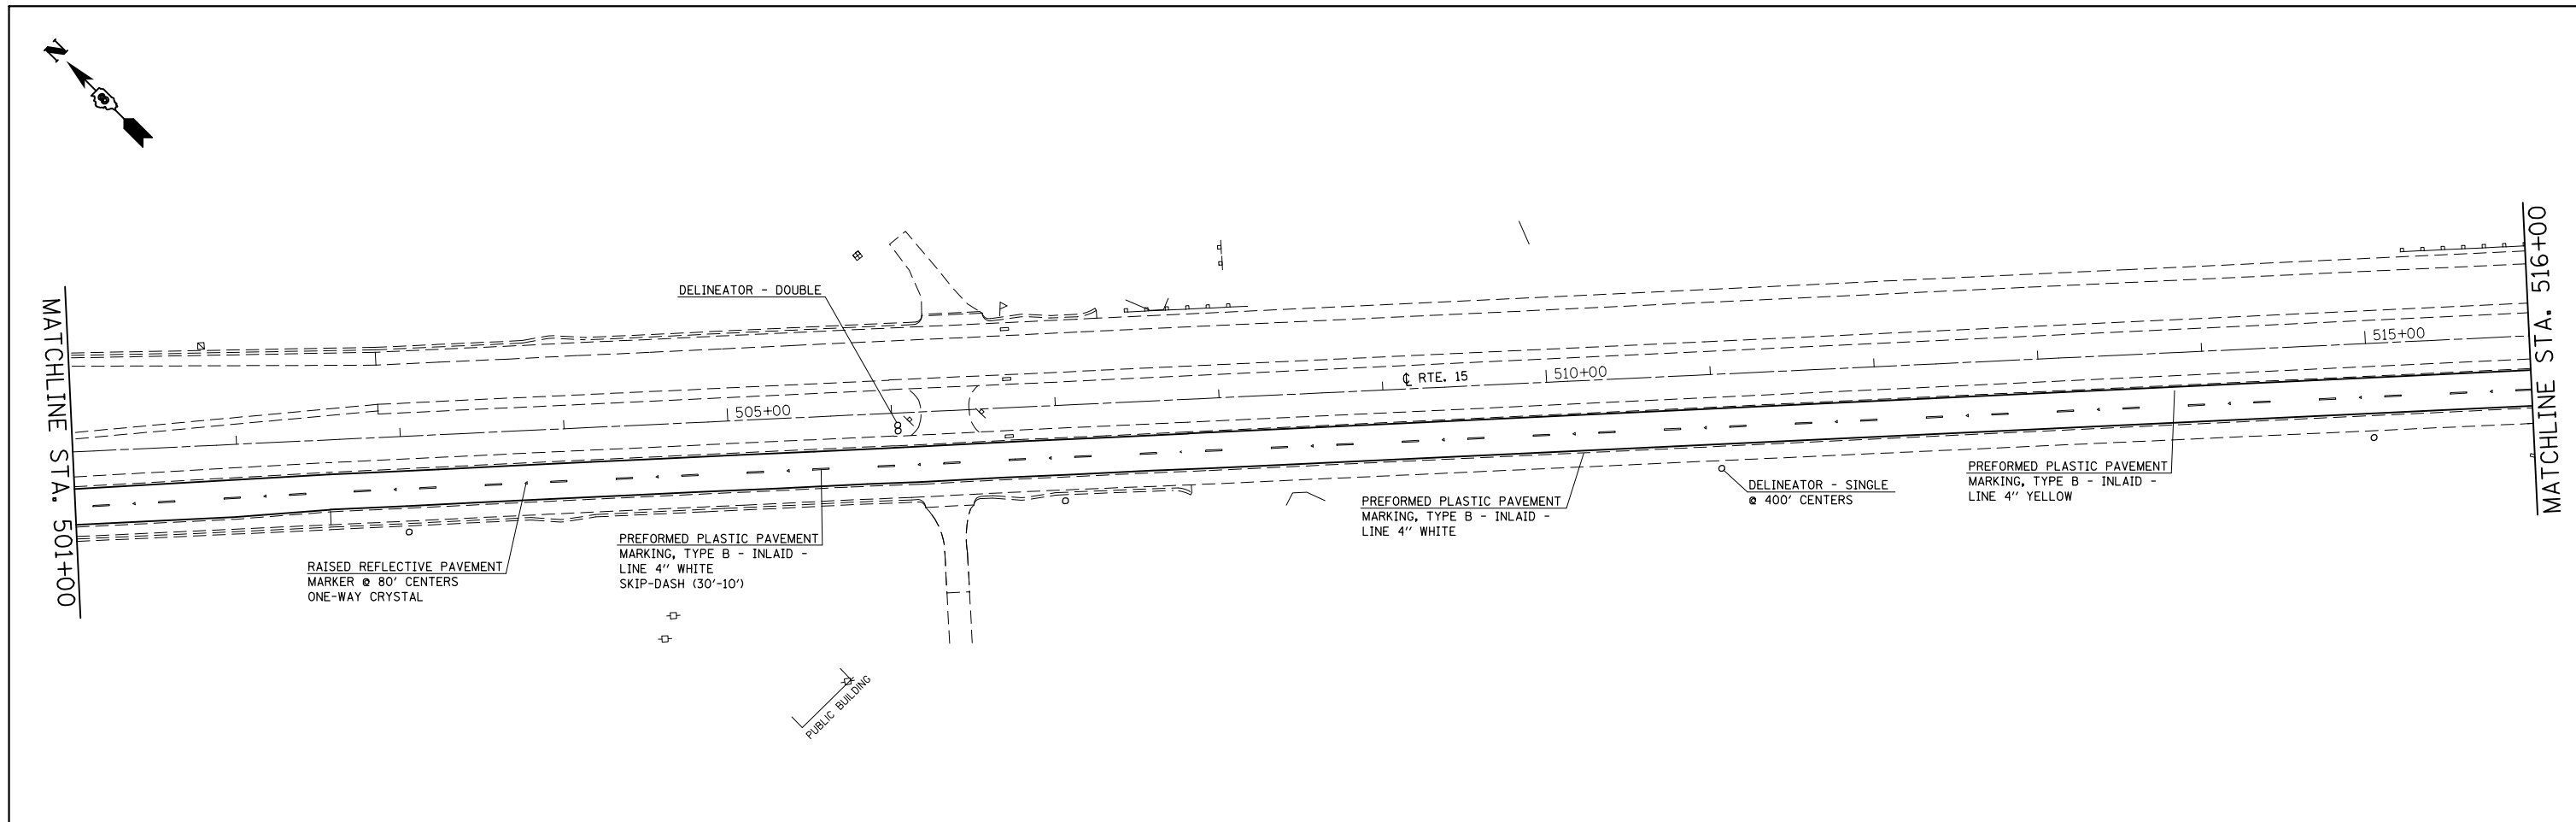 N
MATCHLINE STA. 501+00
DELINEATOR - DOUBLE
505+00
℄ RTE. 15
510+00
515+00
MATCHLINE STA. 516+00
RAISED REFLECTIVE PAVEMENT
MARKER @ 80' CENTERS
ONE-WAY CRYSTAL
PREFORMED PLASTIC PAVEMENT
MARKING, TYPE B - INLAID -
LINE 4" WHITE
SKIP-DASH (30'-10')
PREFORMED PLASTIC PAVEMENT
MARKING, TYPE B - INLAID -
LINE 4" WHITE
DELINEATOR - SINGLE
@ 400' CENTERS
PREFORMED PLASTIC PAVEMENT
MARKING, TYPE B - INLAID -
LINE 4" YELLOW
PUBLIC BUILDING